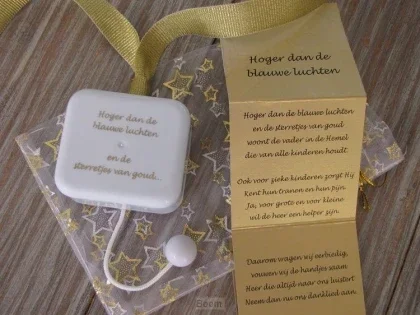 Hoger dan de
blauwe luchten
en de
sterretjes van goud..
Hoger dan de
blauwe luchten
Hoger dan de blauwe luchten
en de sterretjes van goud
woont de vader in de Hemel
die van alle kinderen houdt.
Ook voor zieke kinderen zorgt Hij
Kent hun tranen en hun pijn.
Ja, voor grote en voor kleine
wil de heer een helper zijn.
Daarom wagen wij eerbiedig,
vouwen wij de handjes saam
Heer die altijd naar ons luistert
Neem dan nu ons danklied aan.